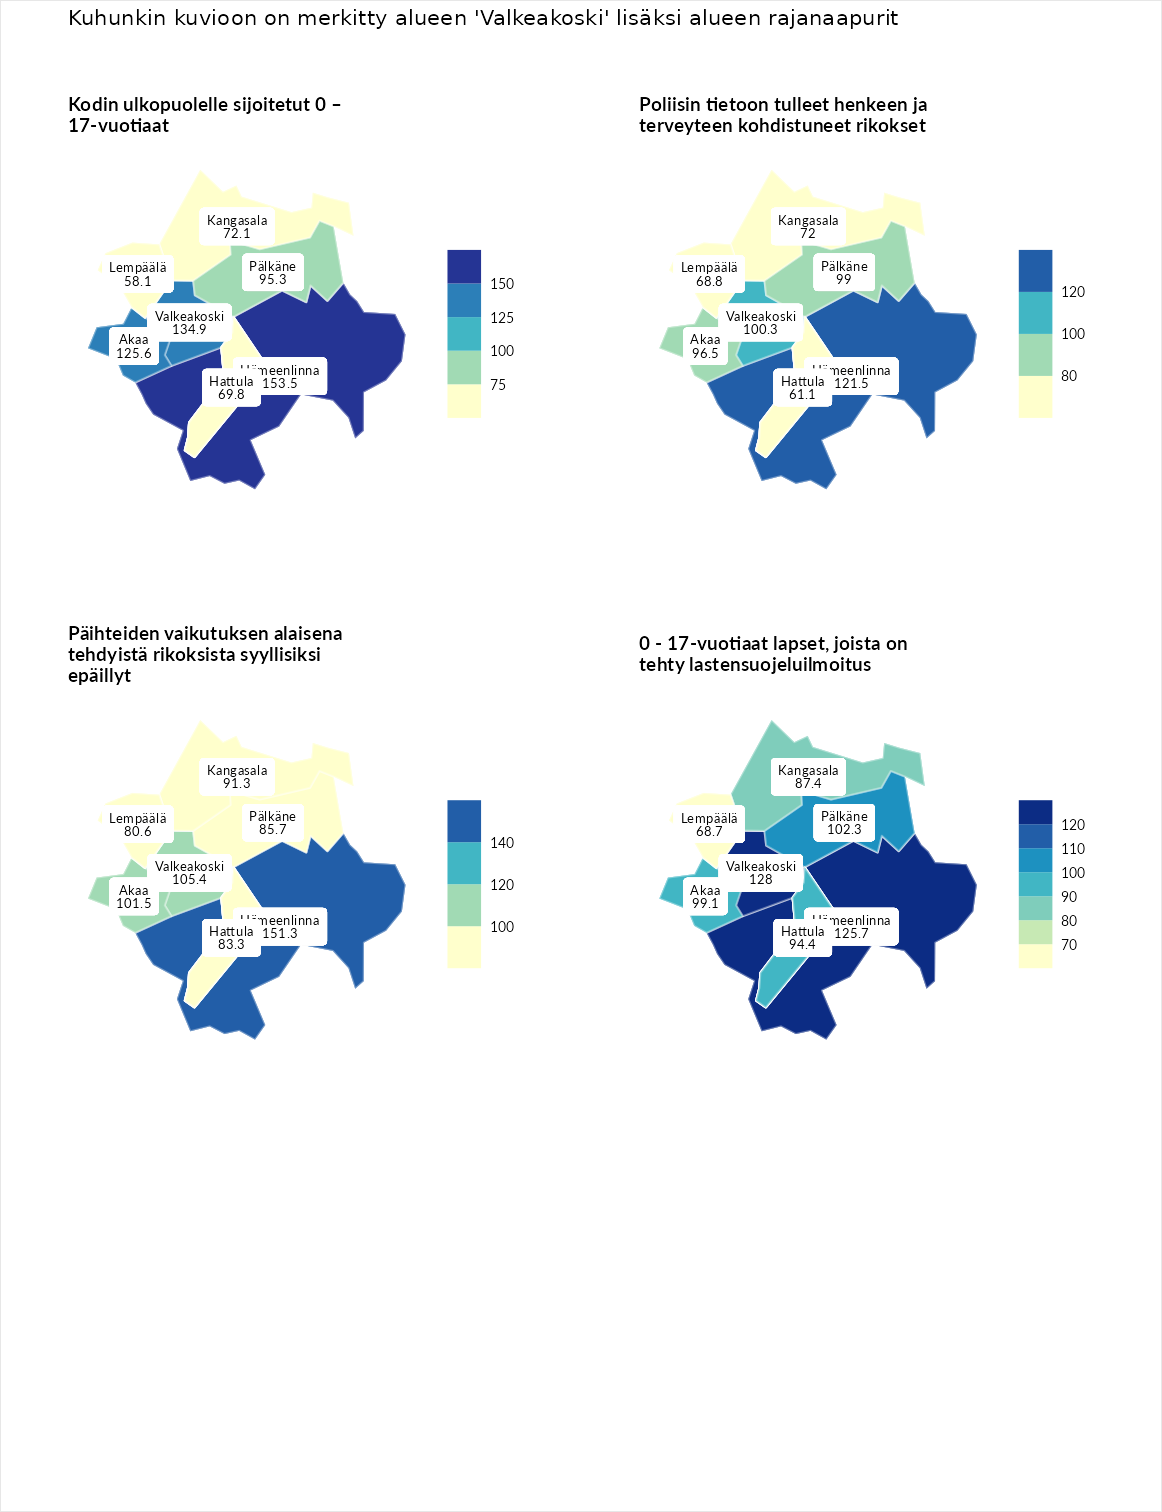 Kuhunkin kuvioon on merkitty alueen 'Valkeakoski' lisäksi alueen rajanaapurit
Kodin ulkopuolelle sijoitetut 0 –
17-vuotiaat
Kangasala
72.1
Lempäälä
58.1
Pälkäne
95.3
Valkeakoski
134.9
Akaa
125.6
Hämeenlinna
153.5
Hattula
69.8
150
125
100
75
Poliisin tietoon tulleet henkeen ja
terveyteen kohdistuneet rikokset
Kangasala
72
Lempäälä
68.8
Pälkäne
99
Valkeakoski
100.3
Akaa
96.5
Hämeenlinna
121.5
Hattula
61.1
120
100
80
Päihteiden vaikutuksen alaisena
tehdyistä rikoksista syyllisiksi
epäillyt
Kangasala
91.3
Lempäälä
80.6
Pälkäne
85.7
Valkeakoski
105.4
Akaa
101.5
Hämeenlinna
151.3
Hattula
83.3
140
120
100
0 - 17-vuotiaat lapset, joista on
tehty lastensuojeluilmoitus
Kangasala
87.4
Lempäälä
68.7
Pälkäne
102.3
Valkeakoski
128
Akaa
99.1
Hämeenlinna
125.7
Hattula
94.4
120
110
100
90
80
70